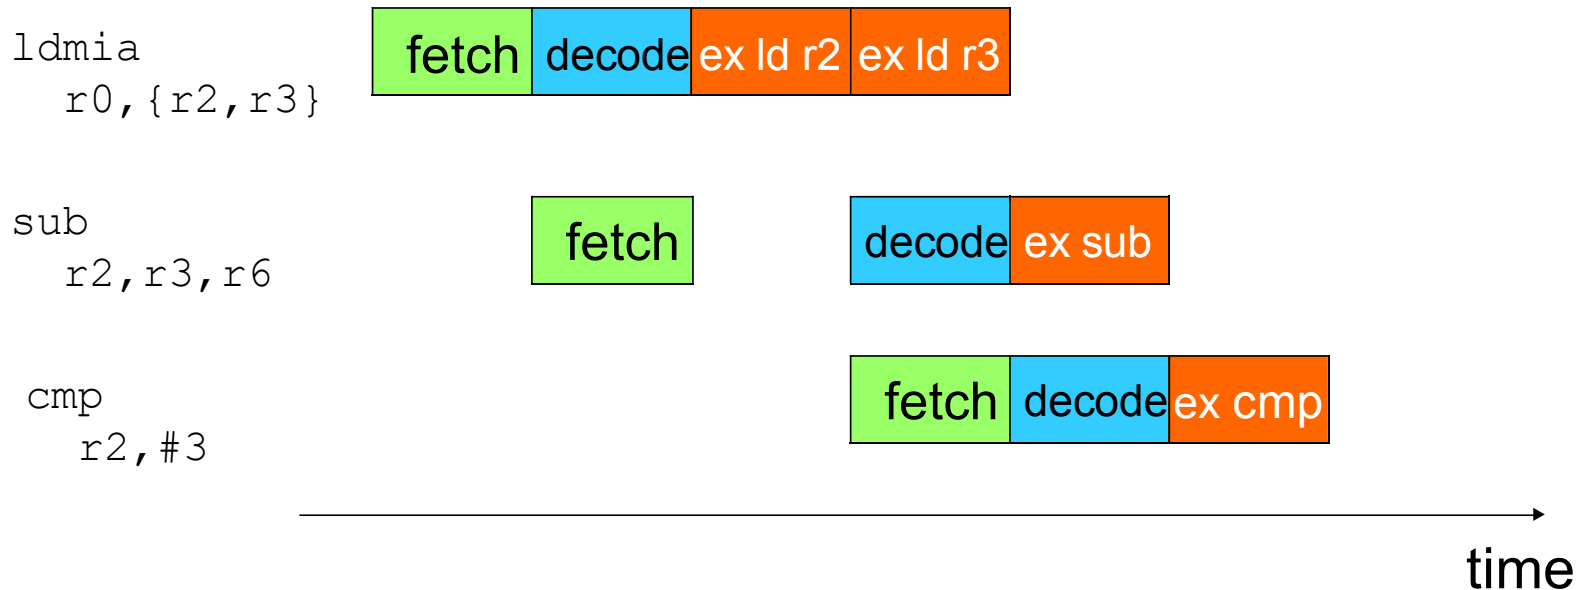 ldmia
r0,{r2,r3}
fetch decode ex ld r2 ex ld r3
sub
r2,r3,r6
fetch decode ex sub
cmp
r2,#3
fetch decode ex cmp
time